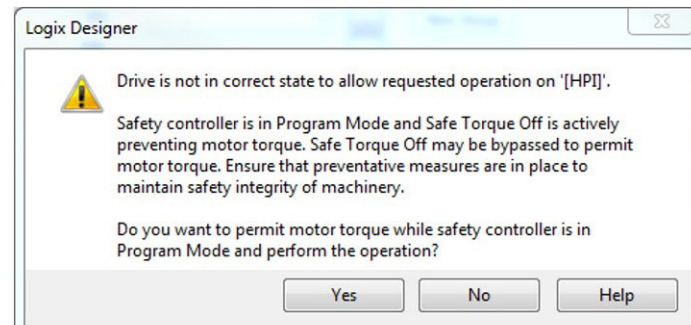 Logix Designer
Drive is not in correct state to allow requested operation on '[HPI]'.
Safety controller is in Program Mode and Safe Torque Off is actively
preventing motor torque. Safe Torque Off may be bypassed to permit
motor torque. Ensure that preventative measures are in place to
maintain safety integrity of machinery.
Do you want to permit motor torque while safety controller is in
Program Mode and perform the operation?
Yes
No
Help